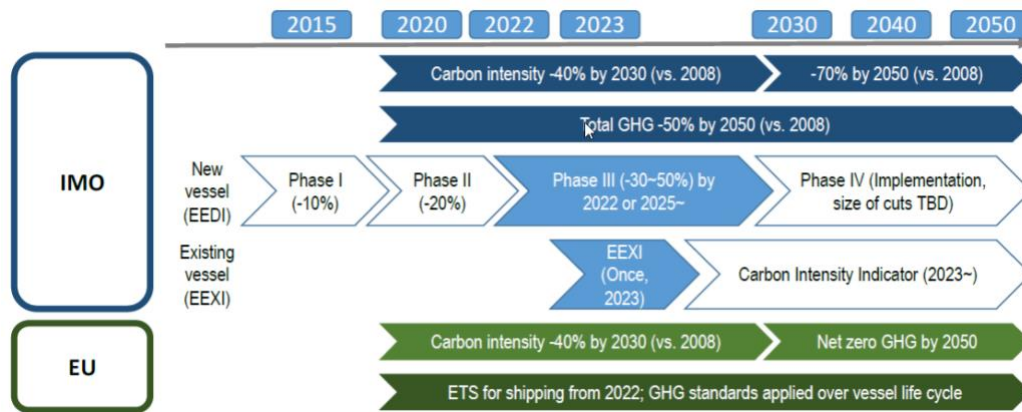 2015 2020 2022 2023 2030 2040 2050
IMO
Carbon intensity -40% by 2030 (vs. 2008)
-70% by 2050 (vs. 2008)
Total GHG -50% by 2050 (vs. 2008)
New
vessel
(EEDI)
Phase I
(-10%)
Phase II
(-20%)
Phase III (-30~50%) by
2022 or 2025~
Phase IV (Implementation,
size of cuts TBD)
Existing
vessel
(EEXI)
EEXI
(Once,
2023)
Carbon Intensity Indicator (2023~)
EU
Carbon intensity -40% by 2030 (vs. 2008)
Net zero GHG by 2050
ETS for shipping from 2022; GHG standards applied over vessel life cycle